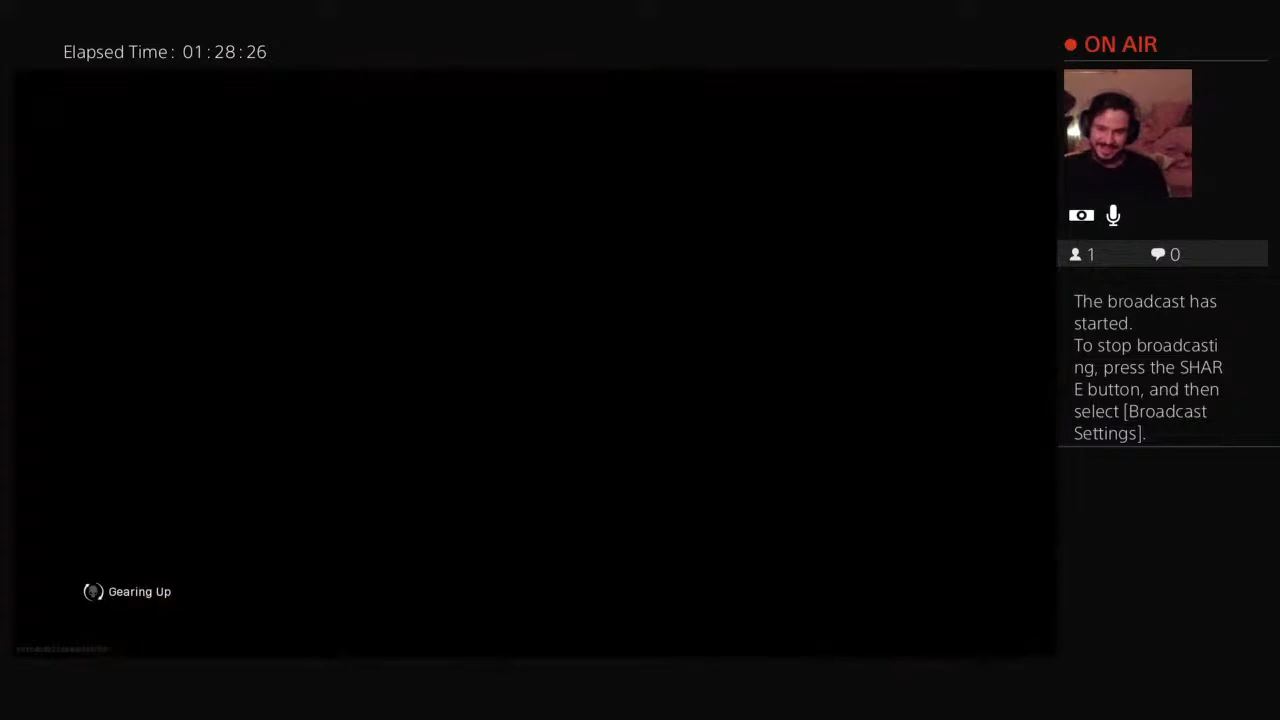 Elapsed Time: 01:28:26
ON AIR
1
0
The broadcast has
started.
To stop broadcasti
ng, press the SHAR
E button, and then
select [Broadcast
Settings].
Gearing Up